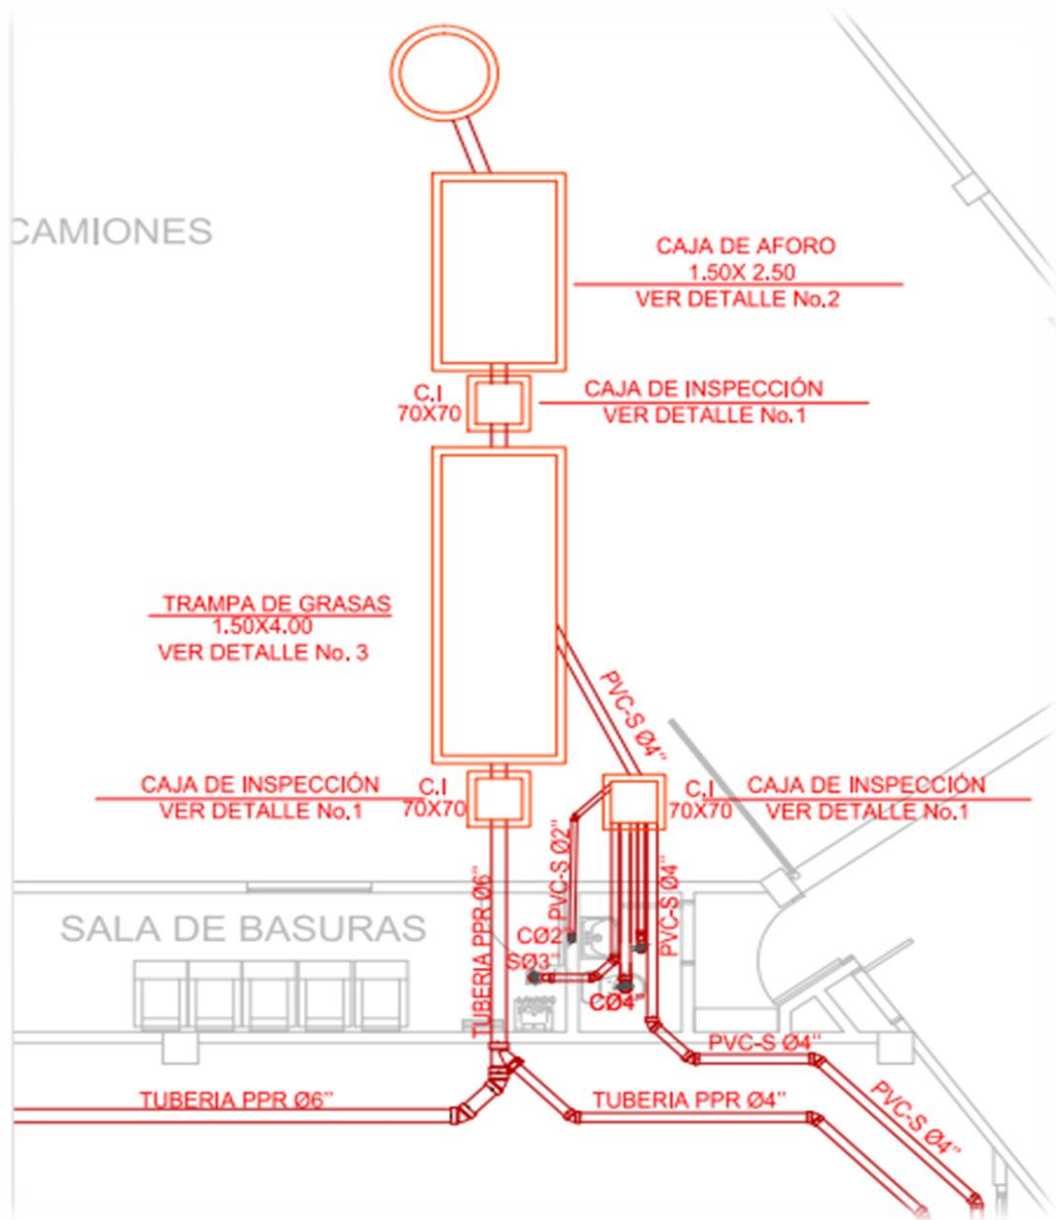 CAMIONES
CAJA DE AFORO
1.50X 2.50
VER DETALLE No.2
C.I
70X70
CAJA DE INSPECCIÓN
VER DETALLE No.1
TRAMPA DE GRASAS
1.50X4.00
VER DETALLE No. 3
PVC-S Ø4"
CAJA DE INSPECCIÓN
VER DETALLE No.1
C.I
70X70
C.I
70X70
CAJA DE INSPECCIÓN
VER DETALLE No.1
PVC-S Ø2"
TUBERIA PPR Ø6"
PVC-S Ø4"
SALA DE BASURAS
CØ2"
SØ3"
CØ4"
PVC-S Ø4"
TUBERIA PPR Ø6"
TUBERIA PPR Ø4"
PVC-S Ø4"